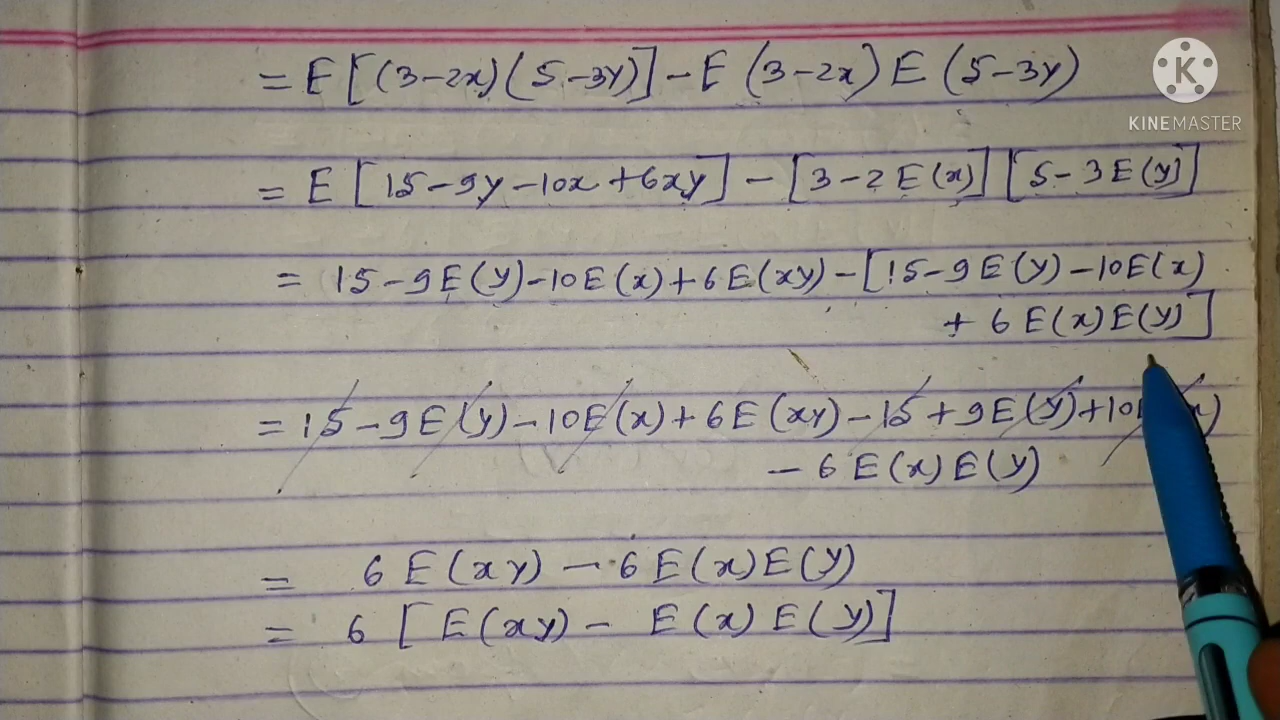 = E[(3-2x)(5-3y)] - E(3-2x) E(5-3y)
KINEMASTER
= E[15-9y-10x+6xy] - [3-2E(x)][5-3E(y)]
= 15-9E(y)-10E(x)+6E(xy)-[15-9E(y)-10E(x)
+ 6E(x)E(y)]
= 15-9E(y)-10E(x)+6E(xy)-15+9E(y)+10
- 6E(x)E(y)
= 6E(xy) - 6E(x)E(y)
= 6[E(xy) - E(x)E(y)]